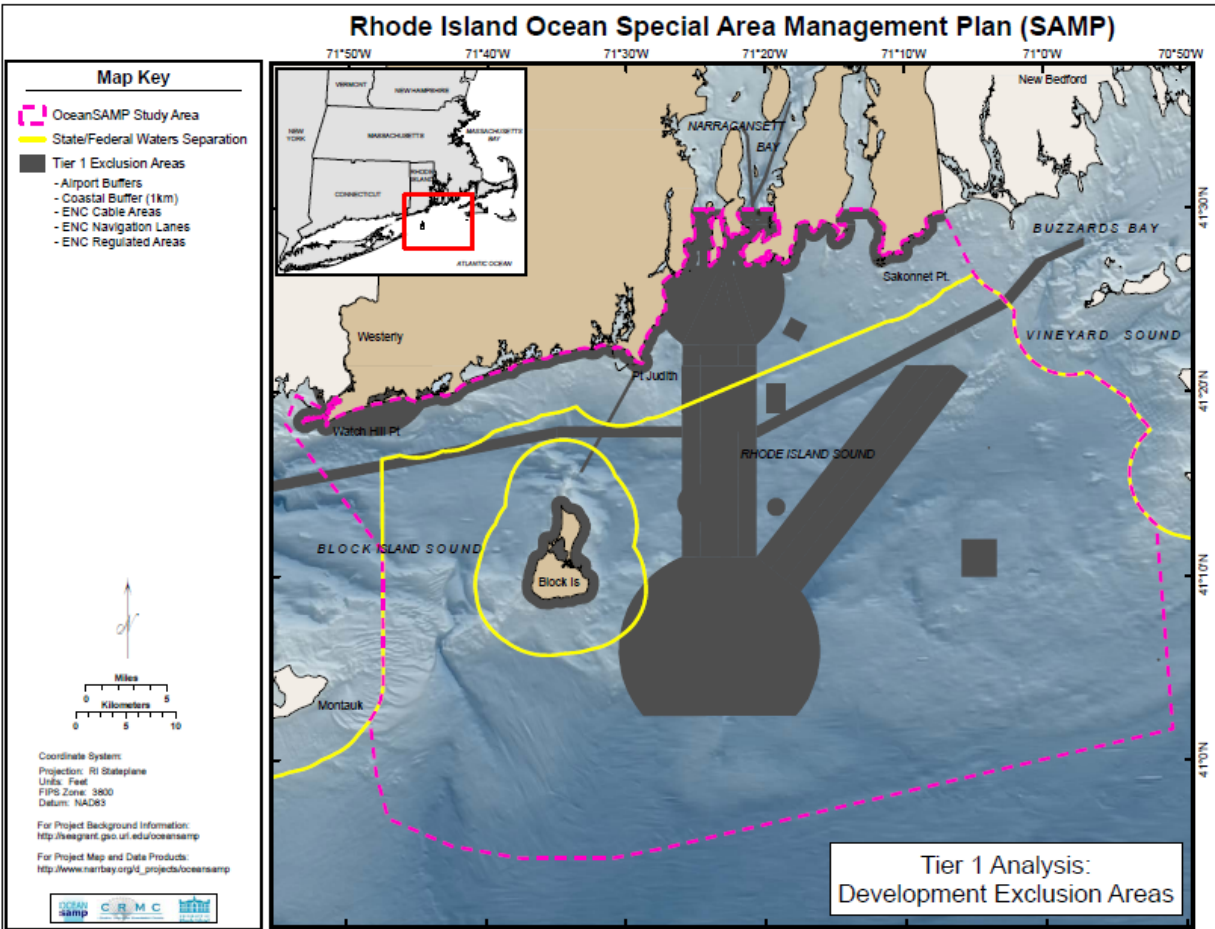 Rhode Island Ocean Special Area Management Plan (SAMP)
71°50'W
71°40'W
71°30'W
71°20'W
71°10'W
71°0'W
70°50'W
Map Key
OceanSAMP Study Area
State/Federal Waters Separation
Tier 1 Exclusion Areas
- Airport Buffers
- Coastal Buffer (1km)
- ENC Cable Areas
- ENC Navigation Lanes
- ENC Regulated Areas
VERMONT
NEW HAMPSHIRE
NEW
YORK
MASSACHUSETTS
MASSACHUSETTS
BAY
RHODE
ISLAND
CONNECTICUT
ATLANTIC OCEAN
New Bedford
NARRAGANSETT
BAY
41°30'N
BUZZARDS BAY
Sakonnet Pt.
VINEYARD SOUND
Westerly
Pt Judith
41°20'N
Watch Hill Pt
RHODE ISLAND SOUND
BLOCK ISLAND SOUND
Block Is
41°10'N
Montauk
41°0'N
Miles
0 5
Kilometers
0 5 10
Coordinate System:
Projection: RI Stateplane
Units: Feet
FIPS Zone: 3800
Datum: NAD83
For Project Background Information:
http://seagrant.gso.uri.edu/oceansamp
For Project Map and Data Products:
http://www.narrbay.org/d_projects/oceansamp
OCEAN
samp
CRMC
Tier 1 Analysis:
Development Exclusion Areas